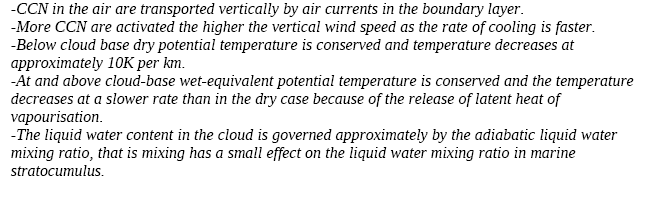 -CCN in the air are transported vertically by air currents in the boundary layer.
-More CCN are activated the higher the vertical wind speed as the rate of cooling is faster.
-Below cloud base dry potential temperature is conserved and temperature decreases at
approximately 10K per km.
-At and above cloud-base wet-equivalent potential temperature is conserved and the temperature
decreases at a slower rate than in the dry case because of the release of latent heat of
vapourisation.
-The liquid water content in the cloud is governed approximately by the adiabatic liquid water
mixing ratio, that is mixing has a small effect on the liquid water mixing ratio in marine
stratocumulus.